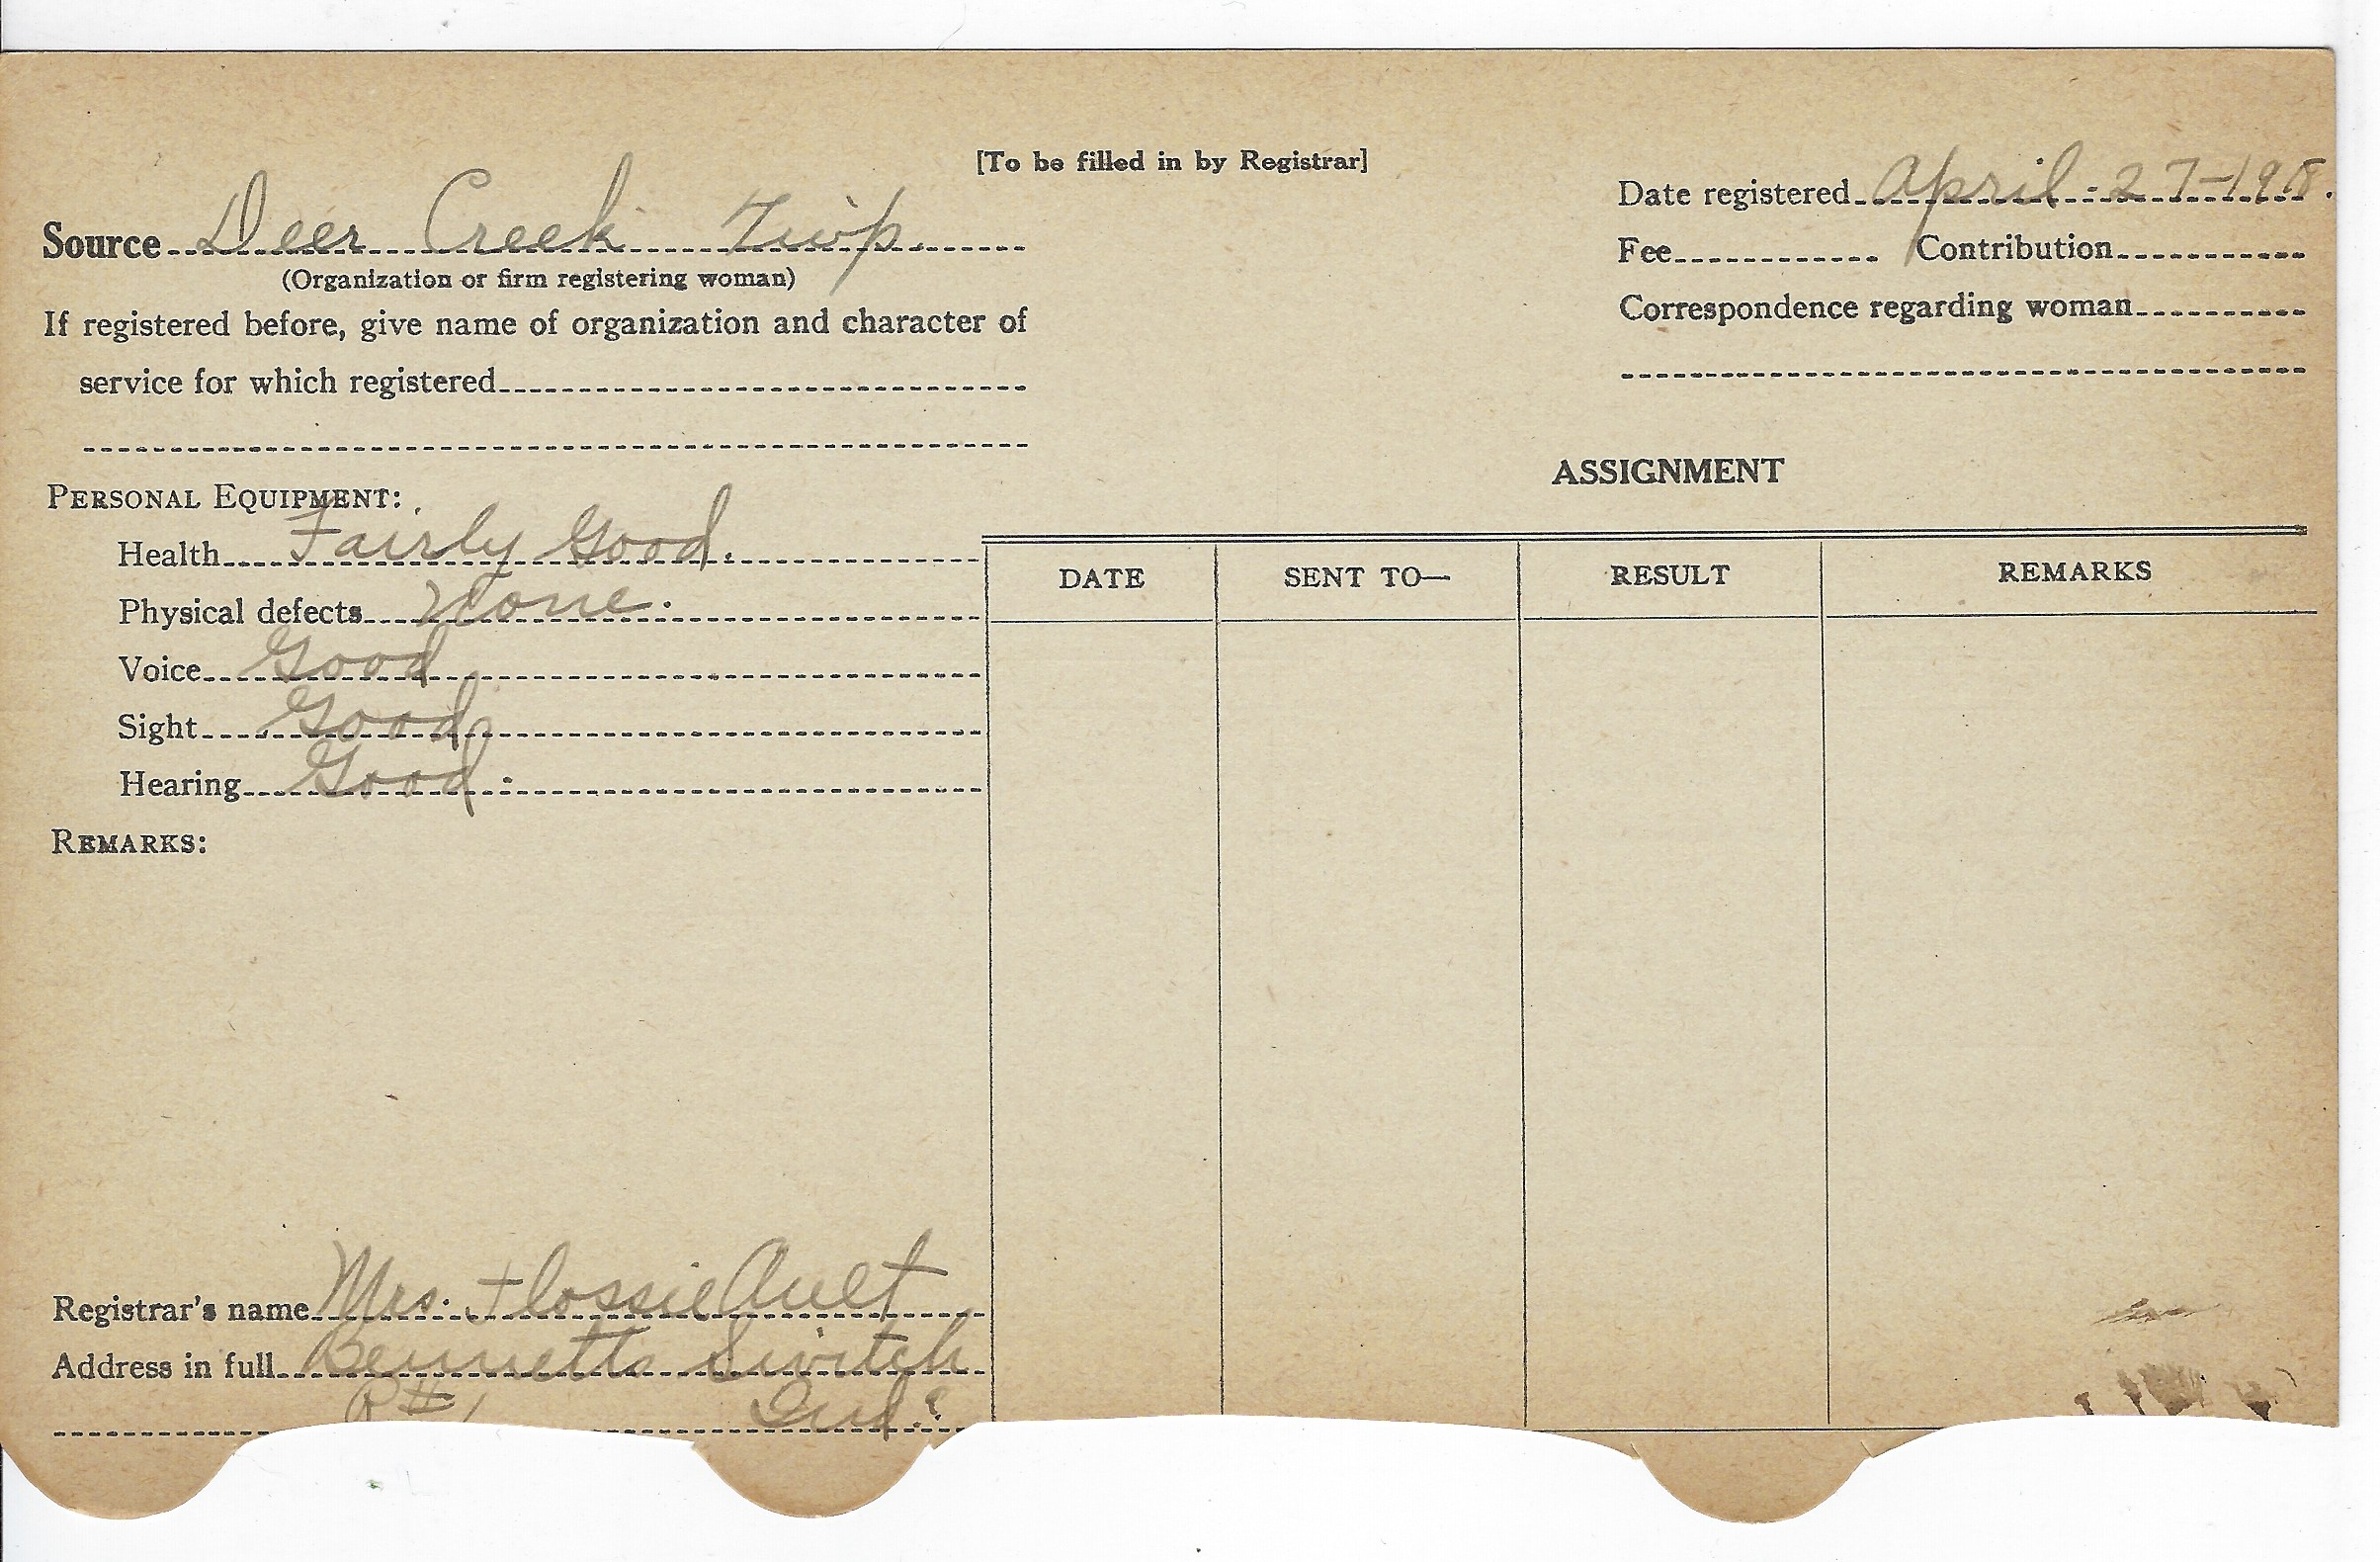 [To be filled in by Registrar]
Date registered April-27-1918.
Source Deer Creek Twp.
(Organization or firm registering woman)
Fee Contribution
If registered before, give name of organization and character of
Correspondence regarding woman
service for which registered
ASSIGNMENT
PERSONAL EQUIPMENT:
Health Fairly Good.
DATE SENT TO— RESULT REMARKS
Physical defects None.
Voice Good
Sight Good
Hearing Good.
REMARKS:
Registrar's name Mrs. Flossie Ault
Address in full Bennetts Switch
R#1 Ind.